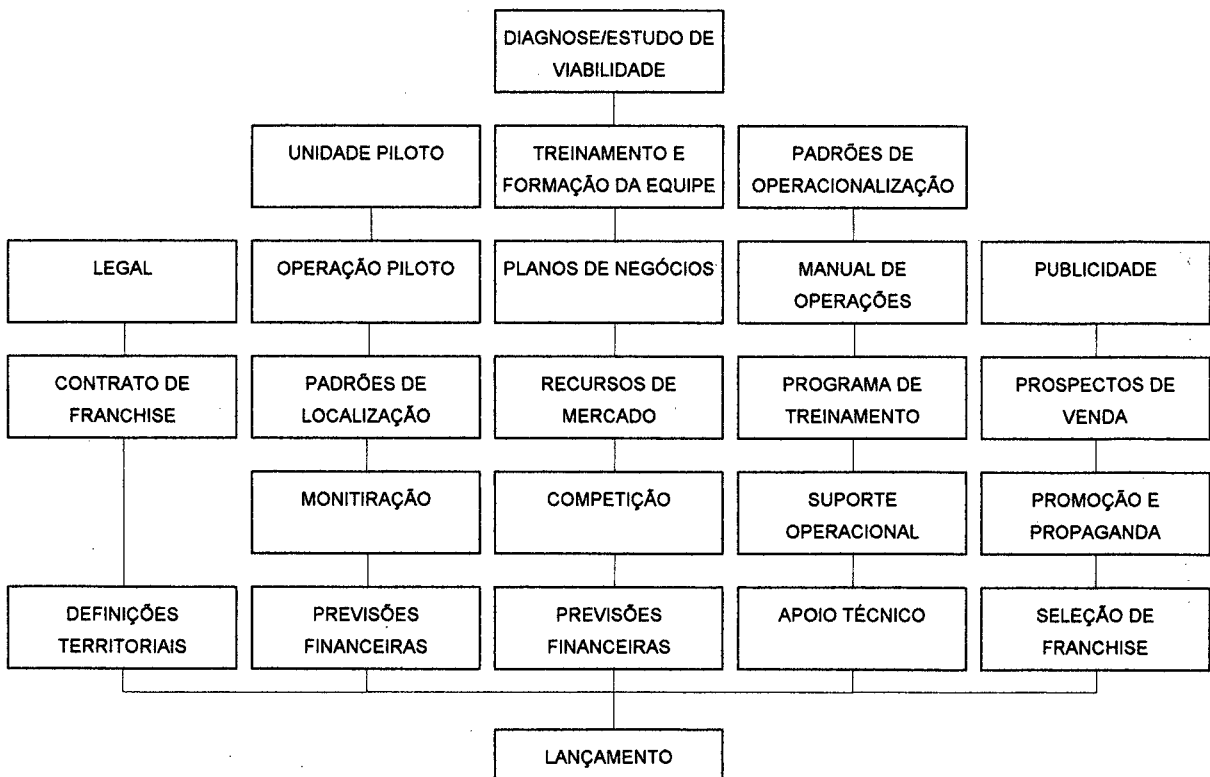 DIAGNOSE/ESTUDO DE
VIABILIDADE
UNIDADE PILOTO
TREINAMENTO E
FORMAÇÃO DA EQUIPE
PADRÕES DE
OPERACIONALIZAÇÃO
LEGAL
OPERAÇÃO PILOTO
PLANOS DE NEGÓCIOS
MANUAL DE
OPERAÇÕES
PUBLICIDADE
CONTRATO DE
FRANCHISE
PADRÕES DE
LOCALIZAÇÃO
RECURSOS DE
MERCADO
PROGRAMA DE
TREINAMENTO
PROSPECTOS DE
VENDA
MONITIRAÇÃO
COMPETIÇÃO
SUPORTE
OPERACIONAL
PROMOÇÃO E
PROPAGANDA
DEFINIÇÕES
TERRITORIAIS
PREVISÕES
FINANCEIRAS
PREVISÕES
FINANCEIRAS
APOIO TÉCNICO
SELEÇÃO DE
FRANCHISE
LANÇAMENTO